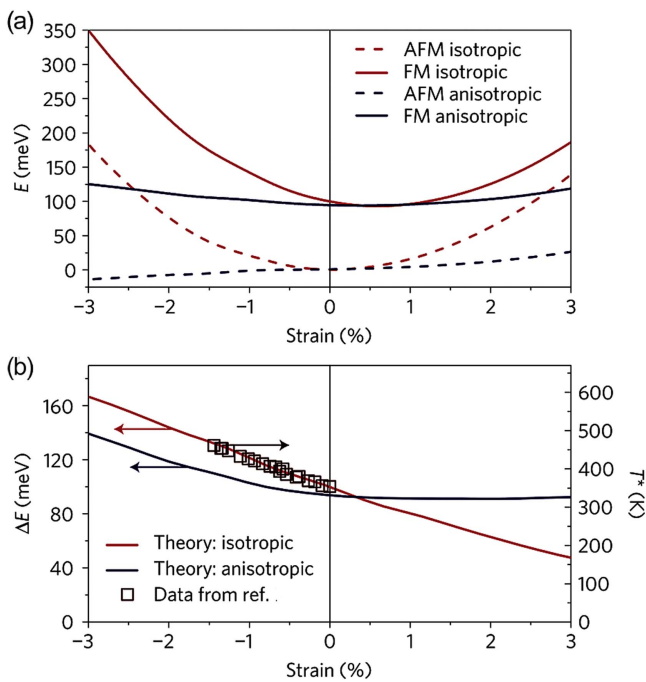 (a)
350
300
250
200
150
100
50
0
E (meV)
AFM isotropic
FM isotropic
AFM anisotropic
FM anisotropic
−3 −2 −1 0 1 2 3
Strain (%)
(b)
160
120
80
40
0
ΔE (meV)
600
500
400
300
200
100
0
T* (K)
Theory: isotropic
Theory: anisotropic
Data from ref.
−3 −2 −1 0 1 2 3
Strain (%)